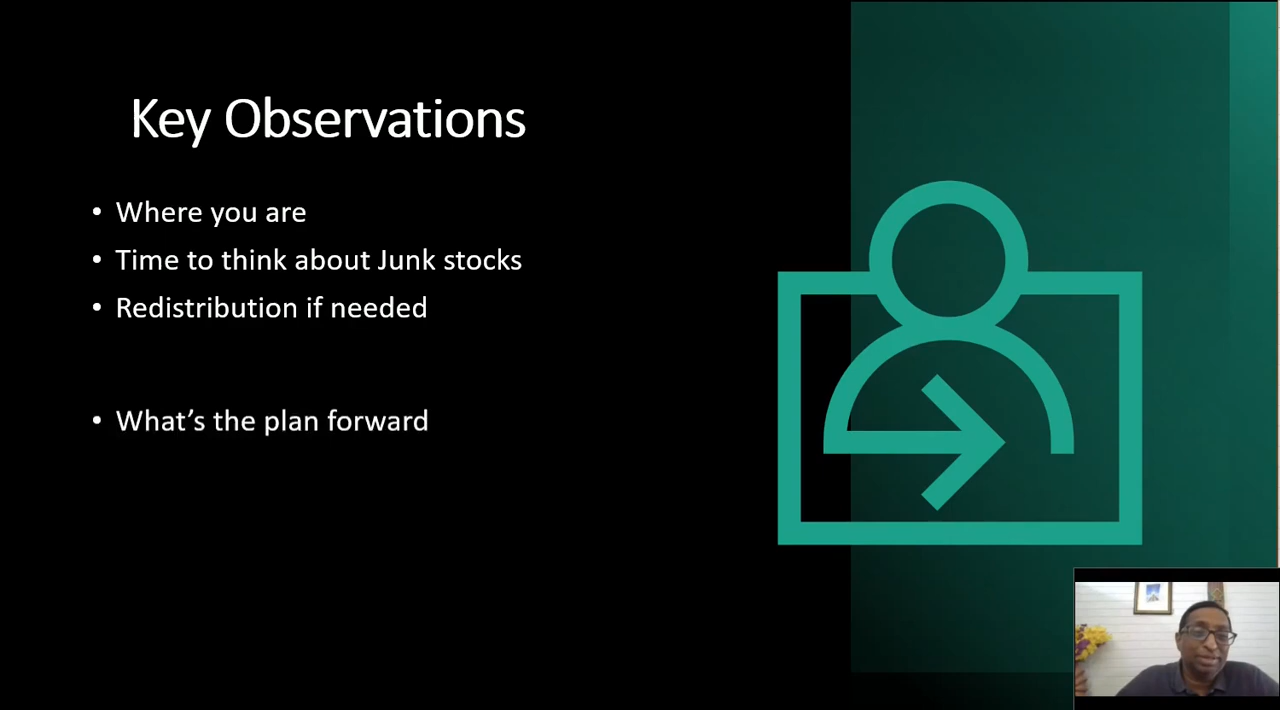 Key Observations
• Where you are
• Time to think about Junk stocks
• Redistribution if needed
• What’s the plan forward